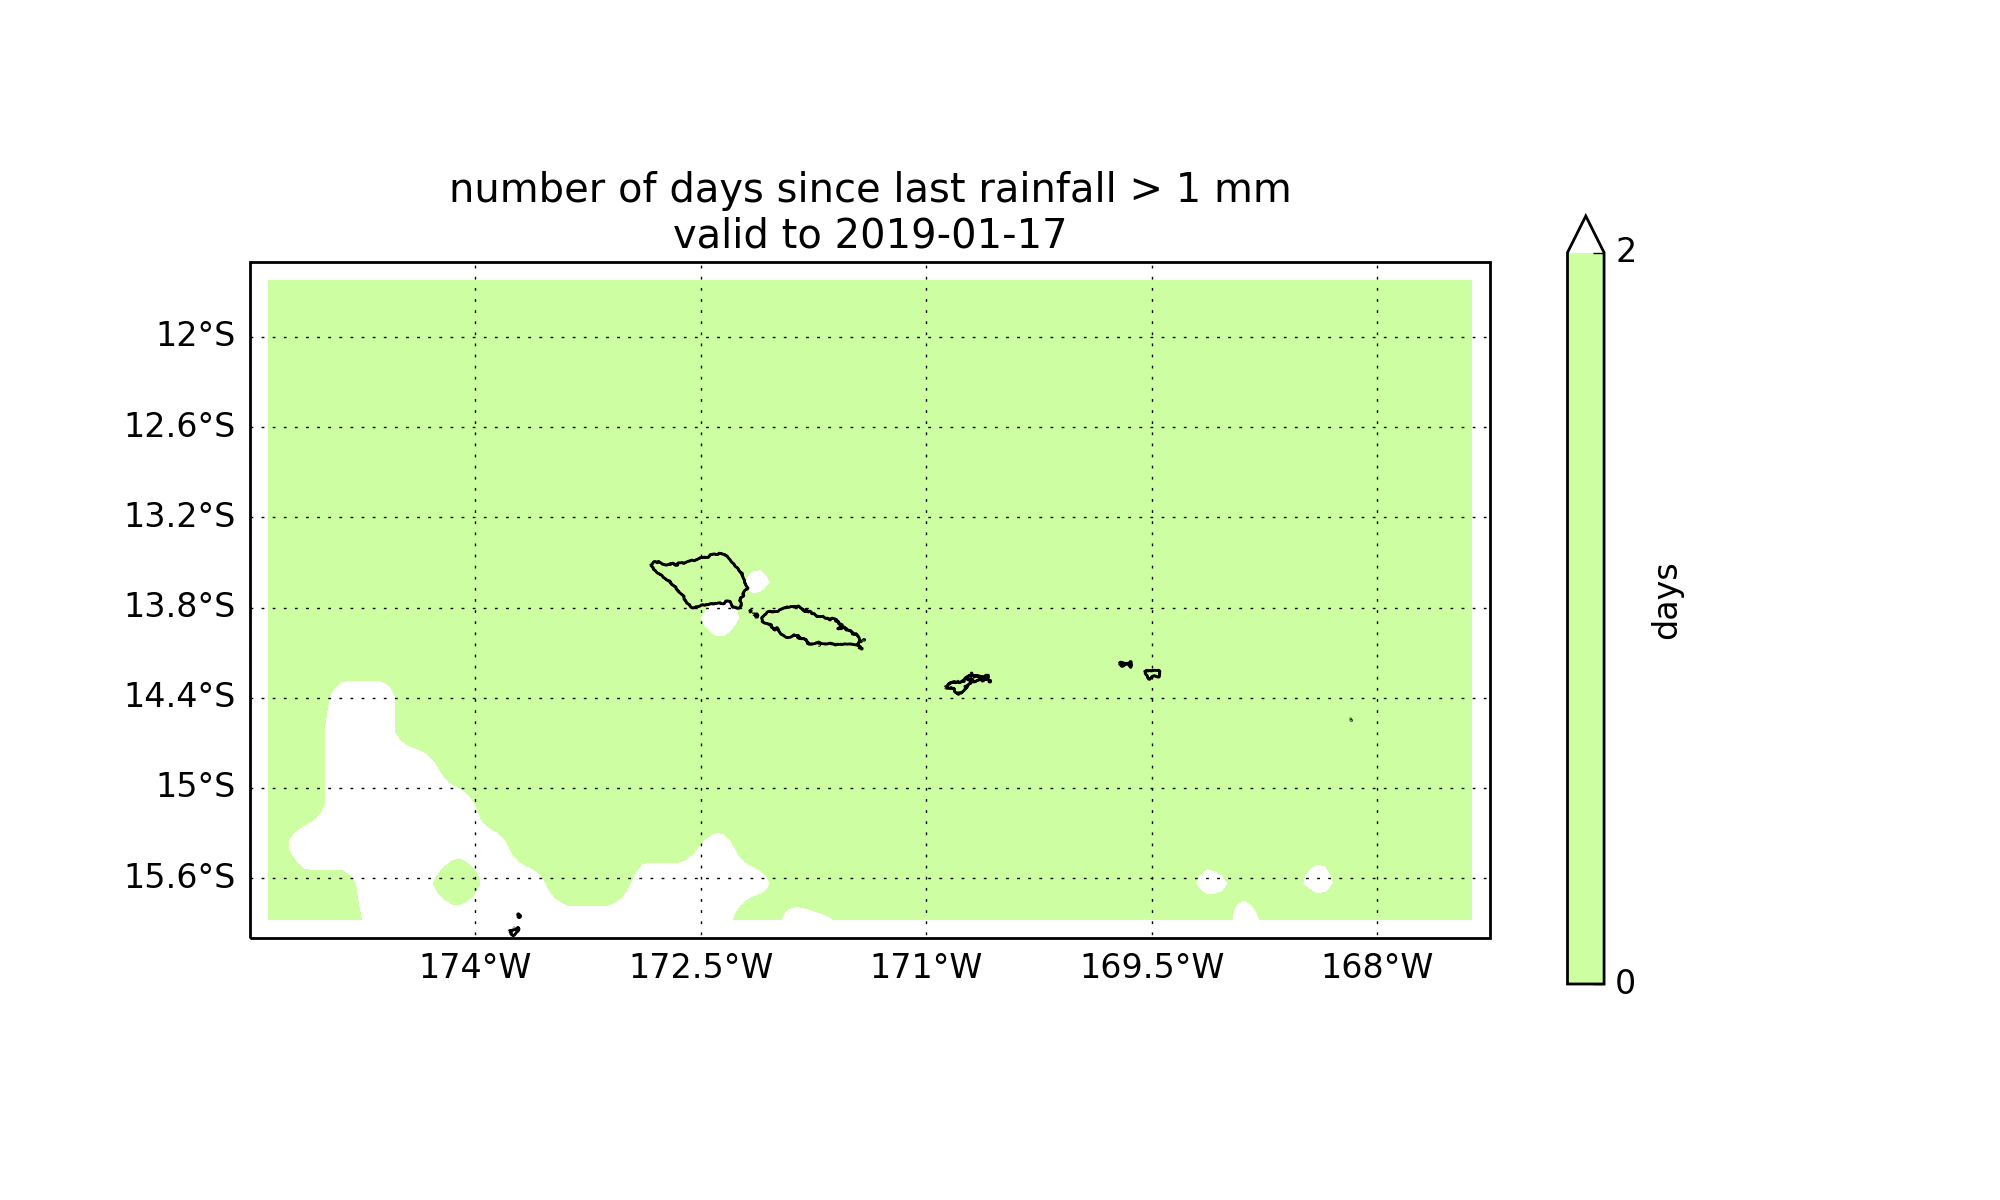 number of days since last rainfall > 1 mm
valid to 2019-01-17
12°S
12.6°S
13.2°S
13.8°S
14.4°S
15°S
15.6°S
174°W
172.5°W
171°W
169.5°W
168°W
2
0
days